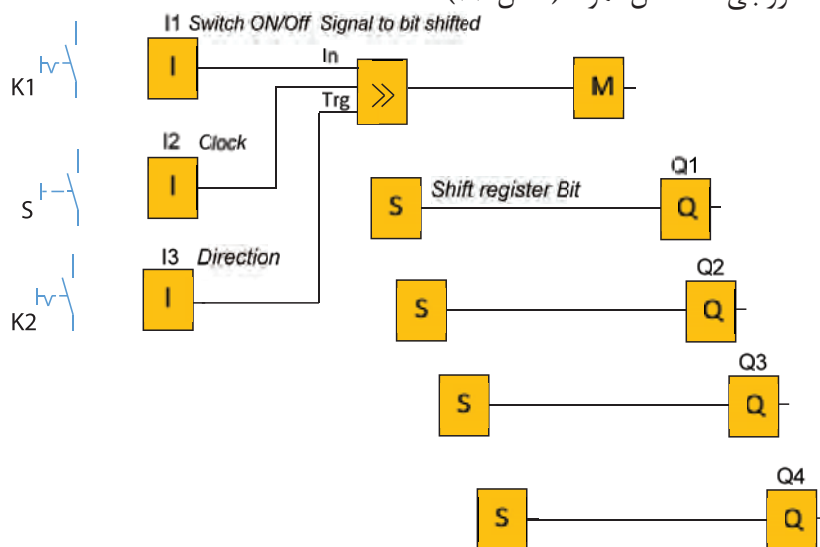 I1 Switch ON/Off Signal to bit shifted
K1
I
In
Trg
M
I2 Clock
S
I
S
Shift register Bit
Q1
Q
I3 Direction
K2
I
S
Q2
Q
S
Q3
Q
S
Q4
Q